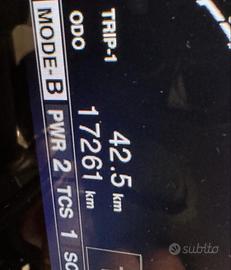 TRIP-1 42.5 km
ODO 17261 km
MODE-B PWR 2 TCS 1
subito